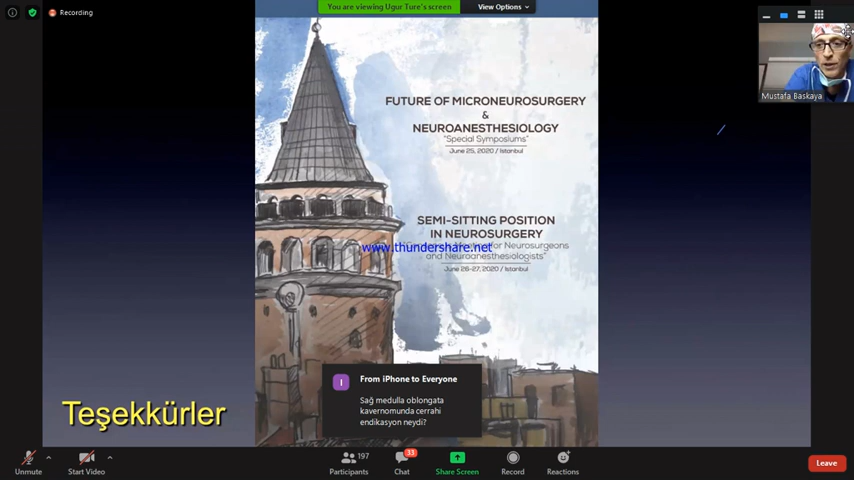 You are viewing Ugur Ture's screen
View Options
Recording
Mustafa Baskaya
FUTURE OF MICRONEUROSURGERY
&
NEUROANESTHESIOLOGY
"Special Symposiums"
June 25, 2020 / Istanbul
SEMI-SITTING POSITION
IN NEUROSURGERY
www.thundershare.net
for Neurosurgeons
and Neuroanesthesiologists"
June 26-27, 2020 / Istanbul
I
From iPhone to Everyone
Sağ medulla oblongata
kavernomunda cerrahi
endikasyon neydi?
Teşekkürler
Unmute
Start Video
197
Participants
33
Chat
Share Screen
Record
Reactions
Leave